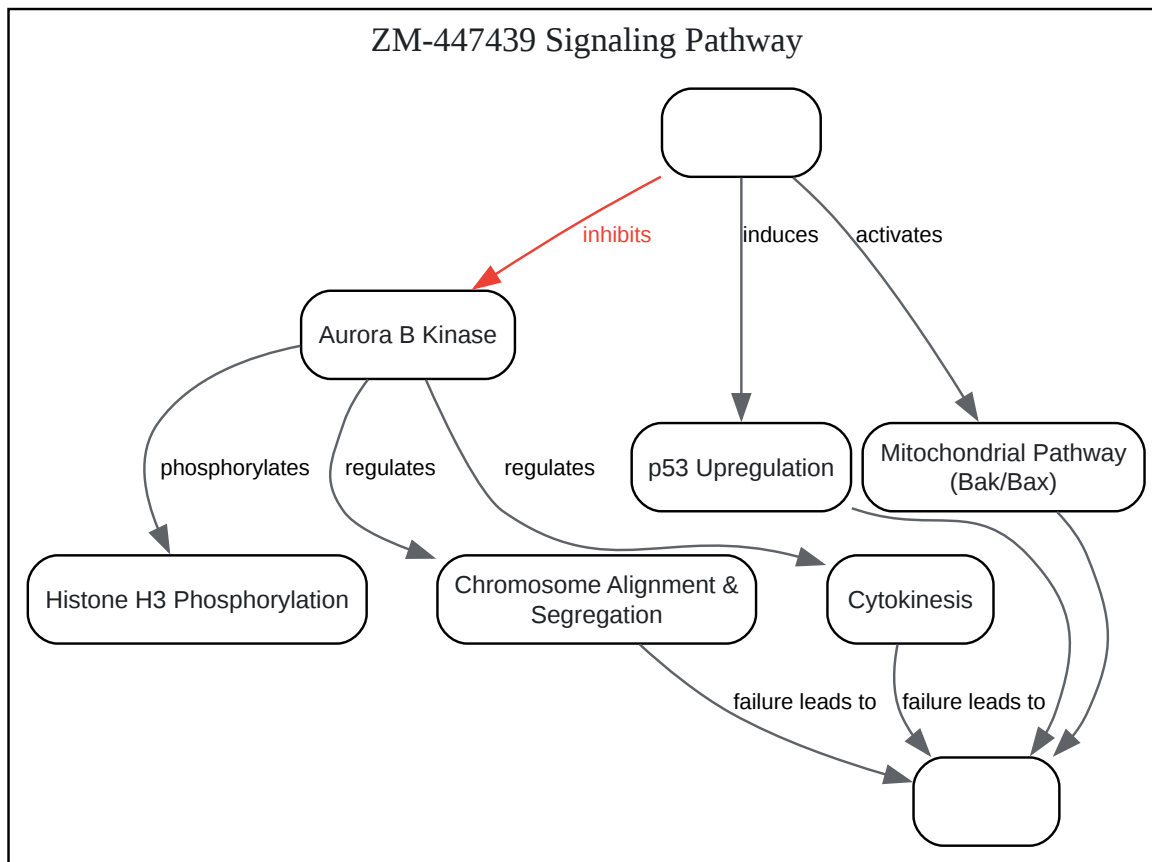 ZM-447439 Signaling Pathway
inhibits
induces
activates
Aurora B Kinase
phosphorylates
regulates
regulates
p53 Upregulation
Mitochondrial Pathway
(Bak/Bax)
Histone H3 Phosphorylation
Chromosome Alignment &
Segregation
Cytokinesis
failure leads to
failure leads to